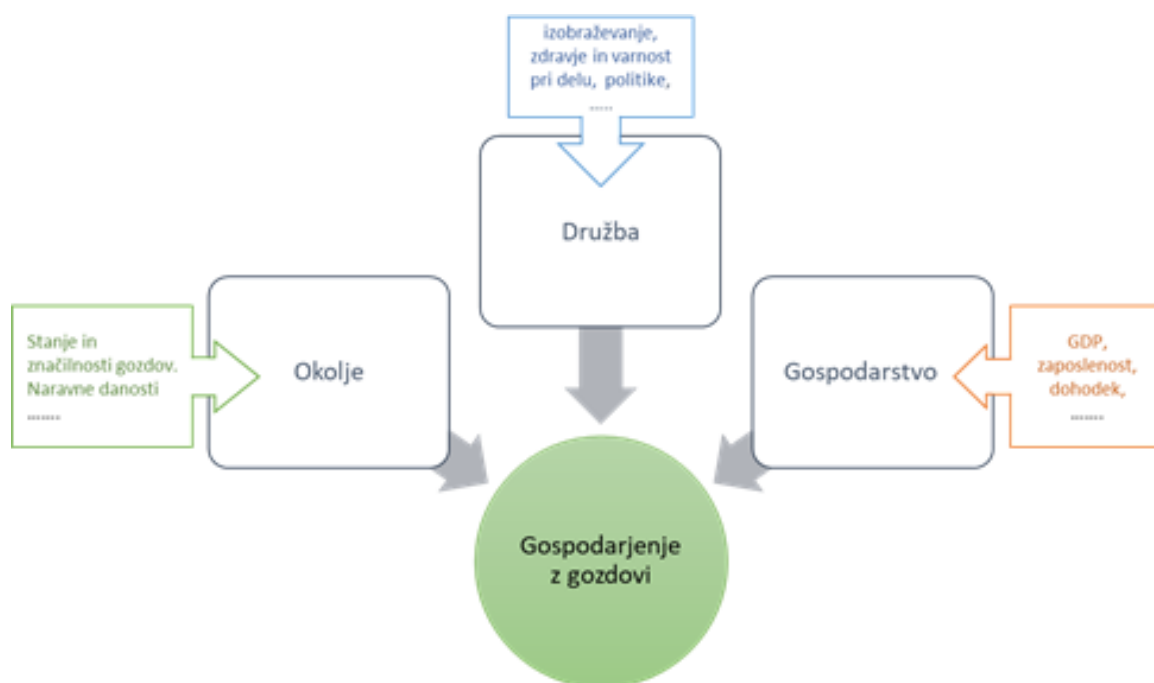 izobraževanje,
zdravje in varnost
pri delu, politike,
.....
Družba
Stanje in
značilnosti gozdov.
Naravne danosti
.......
Okolje
Gospodarstvo
GDP,
zaposlenost,
dohodek,
.......
Gospodarjenje
z gozdovi